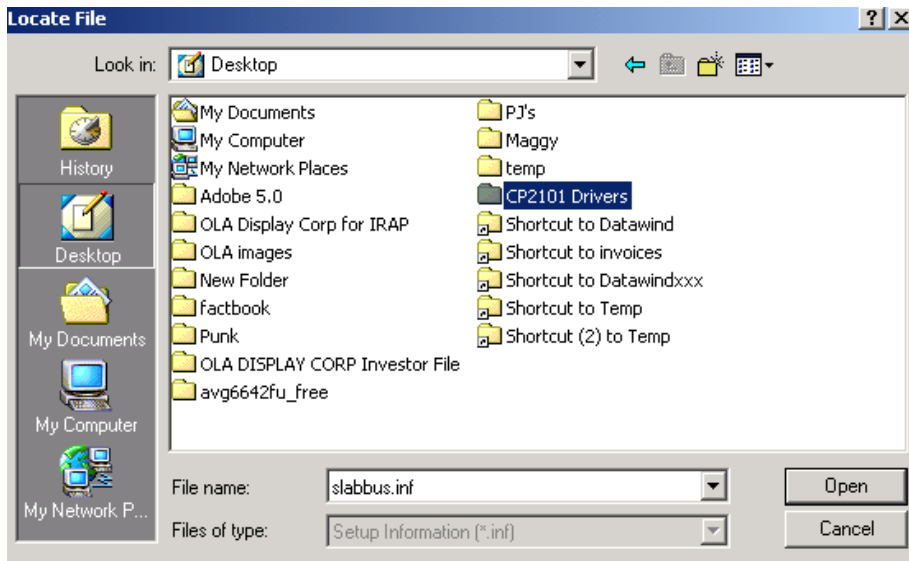 Locate File
Look in: Desktop
History
Desktop
My Documents
My Computer
My Network P...
My Documents
My Computer
My Network Places
Adobe 5.0
OLA Display Corp for IRAP
OLA images
New Folder
factbook
Punk
OLA DISPLAY CORP Investor File
avg6642fu_free
PJ's
Maggy
temp
CP2101 Drivers
Shortcut to Datawind
Shortcut to invoices
Shortcut to Datawindxxx
Shortcut to Temp
Shortcut (2) to Temp
File name: slabbus.inf Open
Files of type: Setup Information (*.inf) Cancel